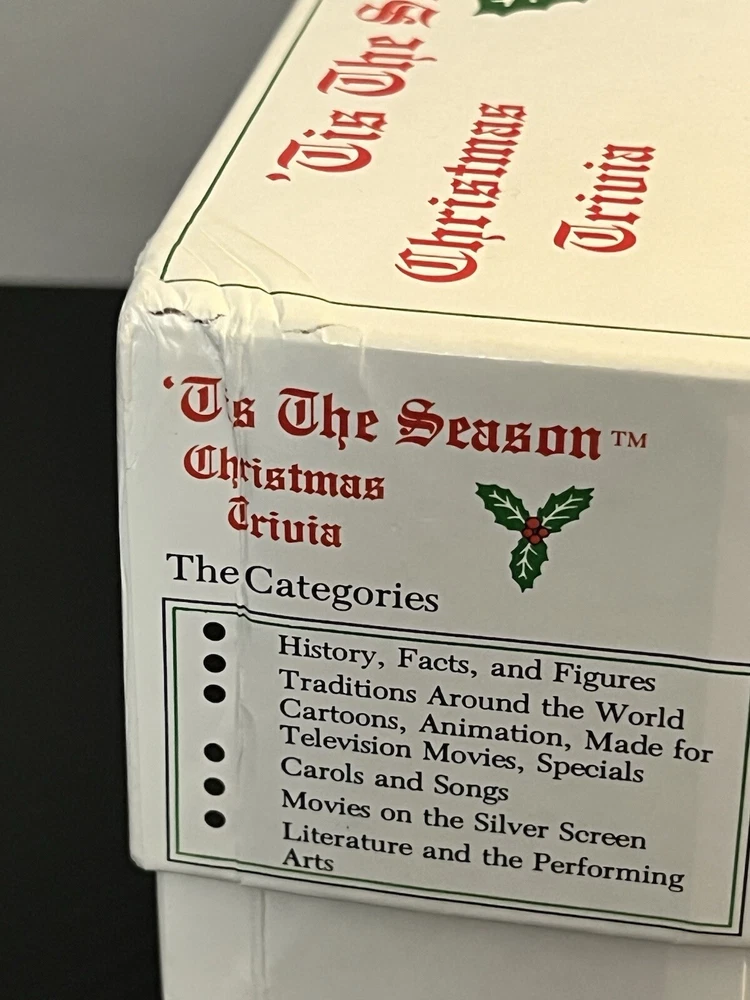 'Tis The S
Christmas
Trivia
'Tis The Season™
Christmas
Trivia
The Categories
● History, Facts, and Figures
● Traditions Around the World
● Cartoons, Animation, Made for
Television Movies, Specials
● Carols and Songs
● Movies on the Silver Screen
● Literature and the Performing
Arts